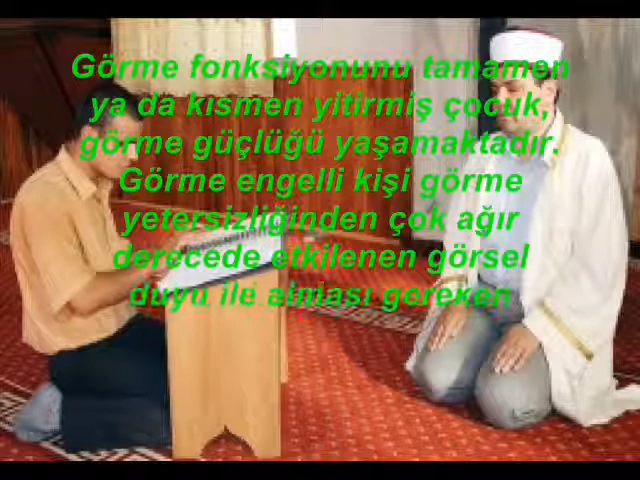 Görme fonksiyonunu tamamen
ya da kısmen yitirmiş çocuk,
görme güçlüğü yaşamaktadır.
Görme engelli kişi görme
yetersizliğinden çok ağır
derecede etkilenen görsel
duyu ile alması gereken